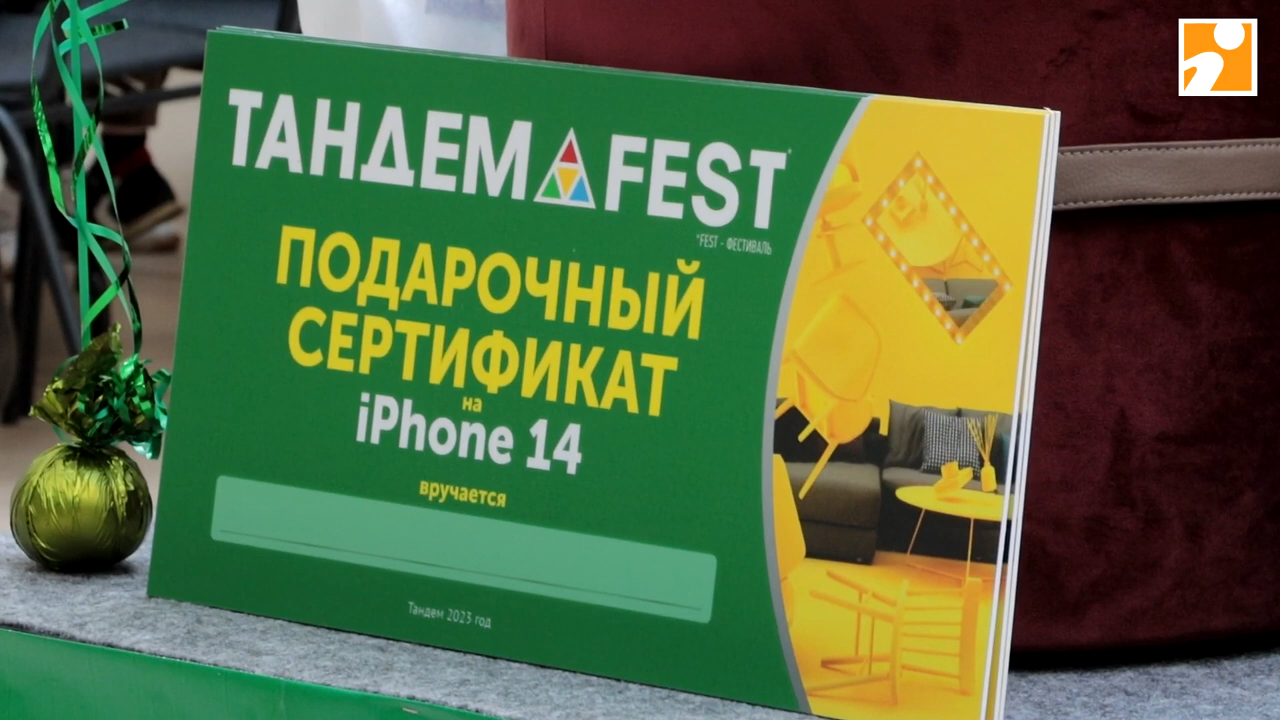 ТАНДЕМ FEST*
*FEST - ФЕСТИВАЛЬ
ПОДАРОЧНЫЙ
СЕРТИФИКАТ
на
iPhone 14
вручается
Тандем 2023 год